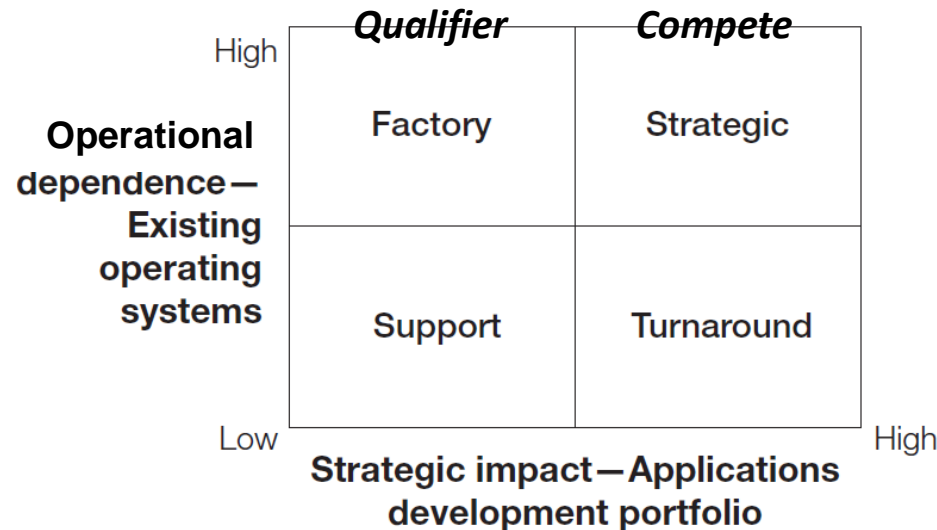 Qualifier Compete
High
Factory Strategic
Operational
dependence—
Existing
operating
systems
Support Turnaround
Low High
Strategic impact—Applications
development portfolio